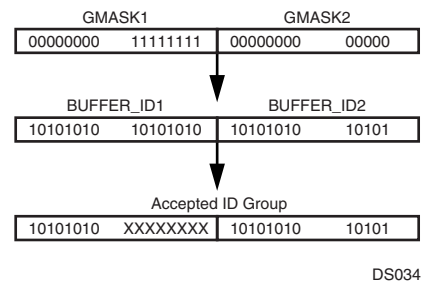 GMASK1 GMASK2
00000000 11111111 00000000 00000
BUFFER_ID1 BUFFER_ID2
10101010 10101010 10101010 10101
Accepted ID Group
10101010 XXXXXXXX 10101010 10101
DS034